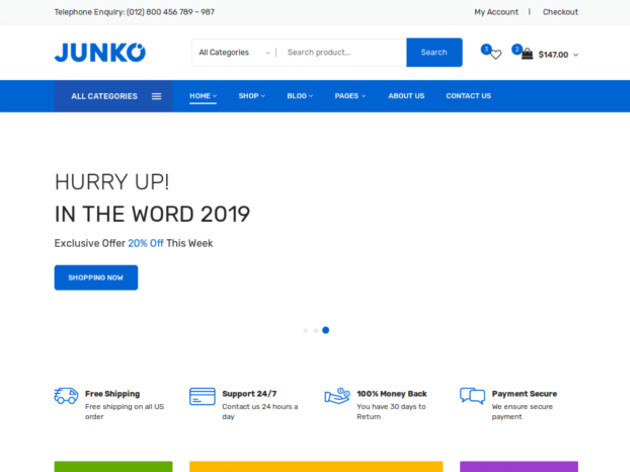 Telephone Enquiry: (012) 800 456 789 – 987
My Account | Checkout
JUNKO
All Categories
Search product...
Search
3
2
$147.00
ALL CATEGORIES
HOME
SHOP
BLOG
PAGES
ABOUT US
CONTACT US
HURRY UP!
IN THE WORD 2019
Exclusive Offer 20% Off This Week
SHOPPING NOW
Free Shipping
Free shipping on all US
order
Support 24/7
Contact us 24 hours a
day
100% Money Back
You have 30 days to
Return
Payment Secure
We ensure secure
payment